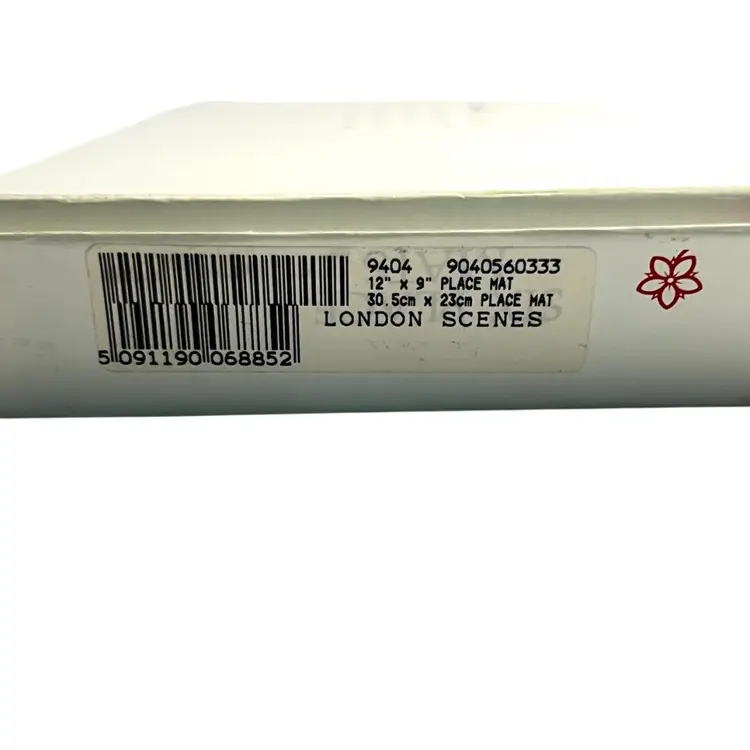 9404 9040560333
12" x 9" PLACE MAT
30.5cm x 23cm PLACE MAT
LONDON SCENES
5 091190 068852